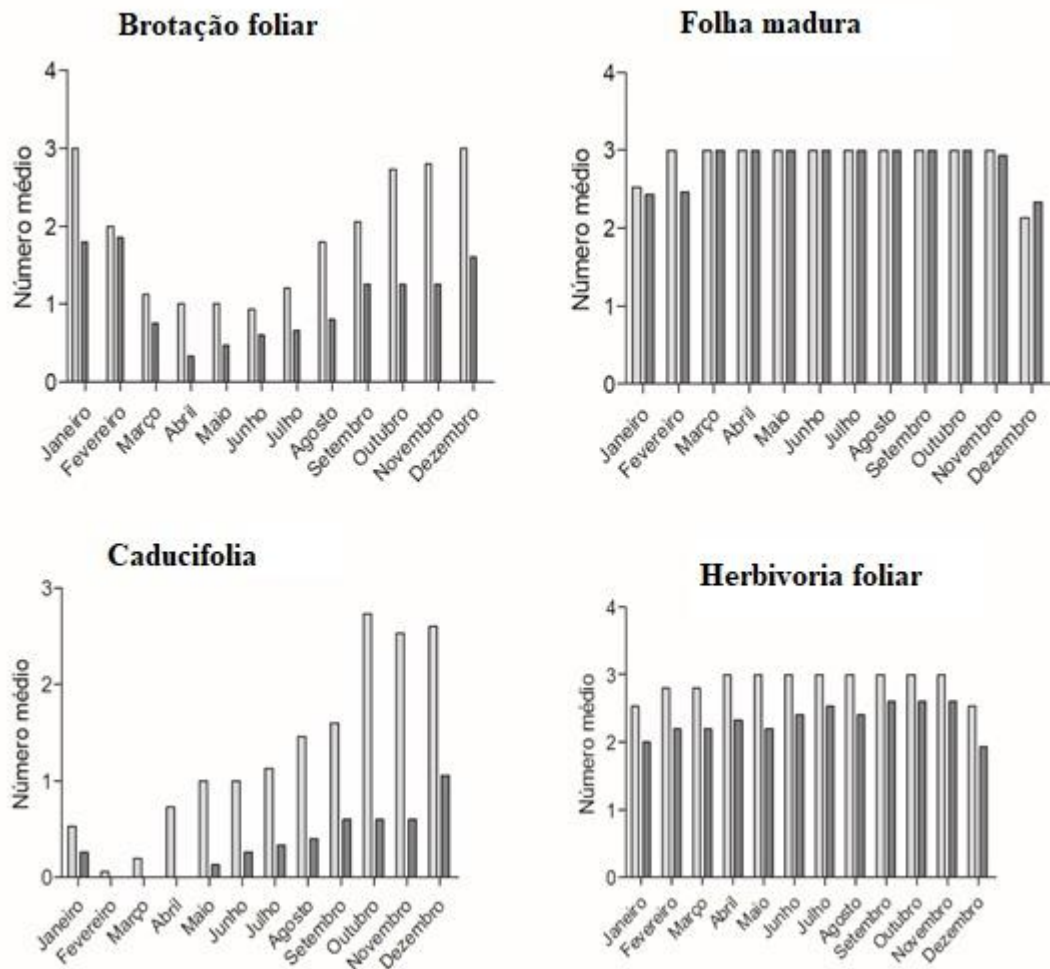 Brotação foliar
Número médio
4
3
2
1
0
Janeiro
Fevereiro
Março
Abril
Maio
Junho
Julho
Agosto
Setembro
Outubro
Novembro
Dezembro
Folha madura
Número médio
4
3
2
1
0
Janeiro
Fevereiro
Março
Abril
Maio
Junho
Julho
Agosto
Setembro
Outubro
Novembro
Dezembro
Caducifolia
Número médio
3
2
1
0
Janeiro
Fevereiro
Março
Abril
Maio
Junho
Julho
Agosto
Setembro
Outubro
Novembro
Dezembro
Herbivoria foliar
Número médio
4
3
2
1
0
Janeiro
Fevereiro
Março
Abril
Maio
Junho
Julho
Agosto
Setembro
Outubro
Novembro
Dezembro